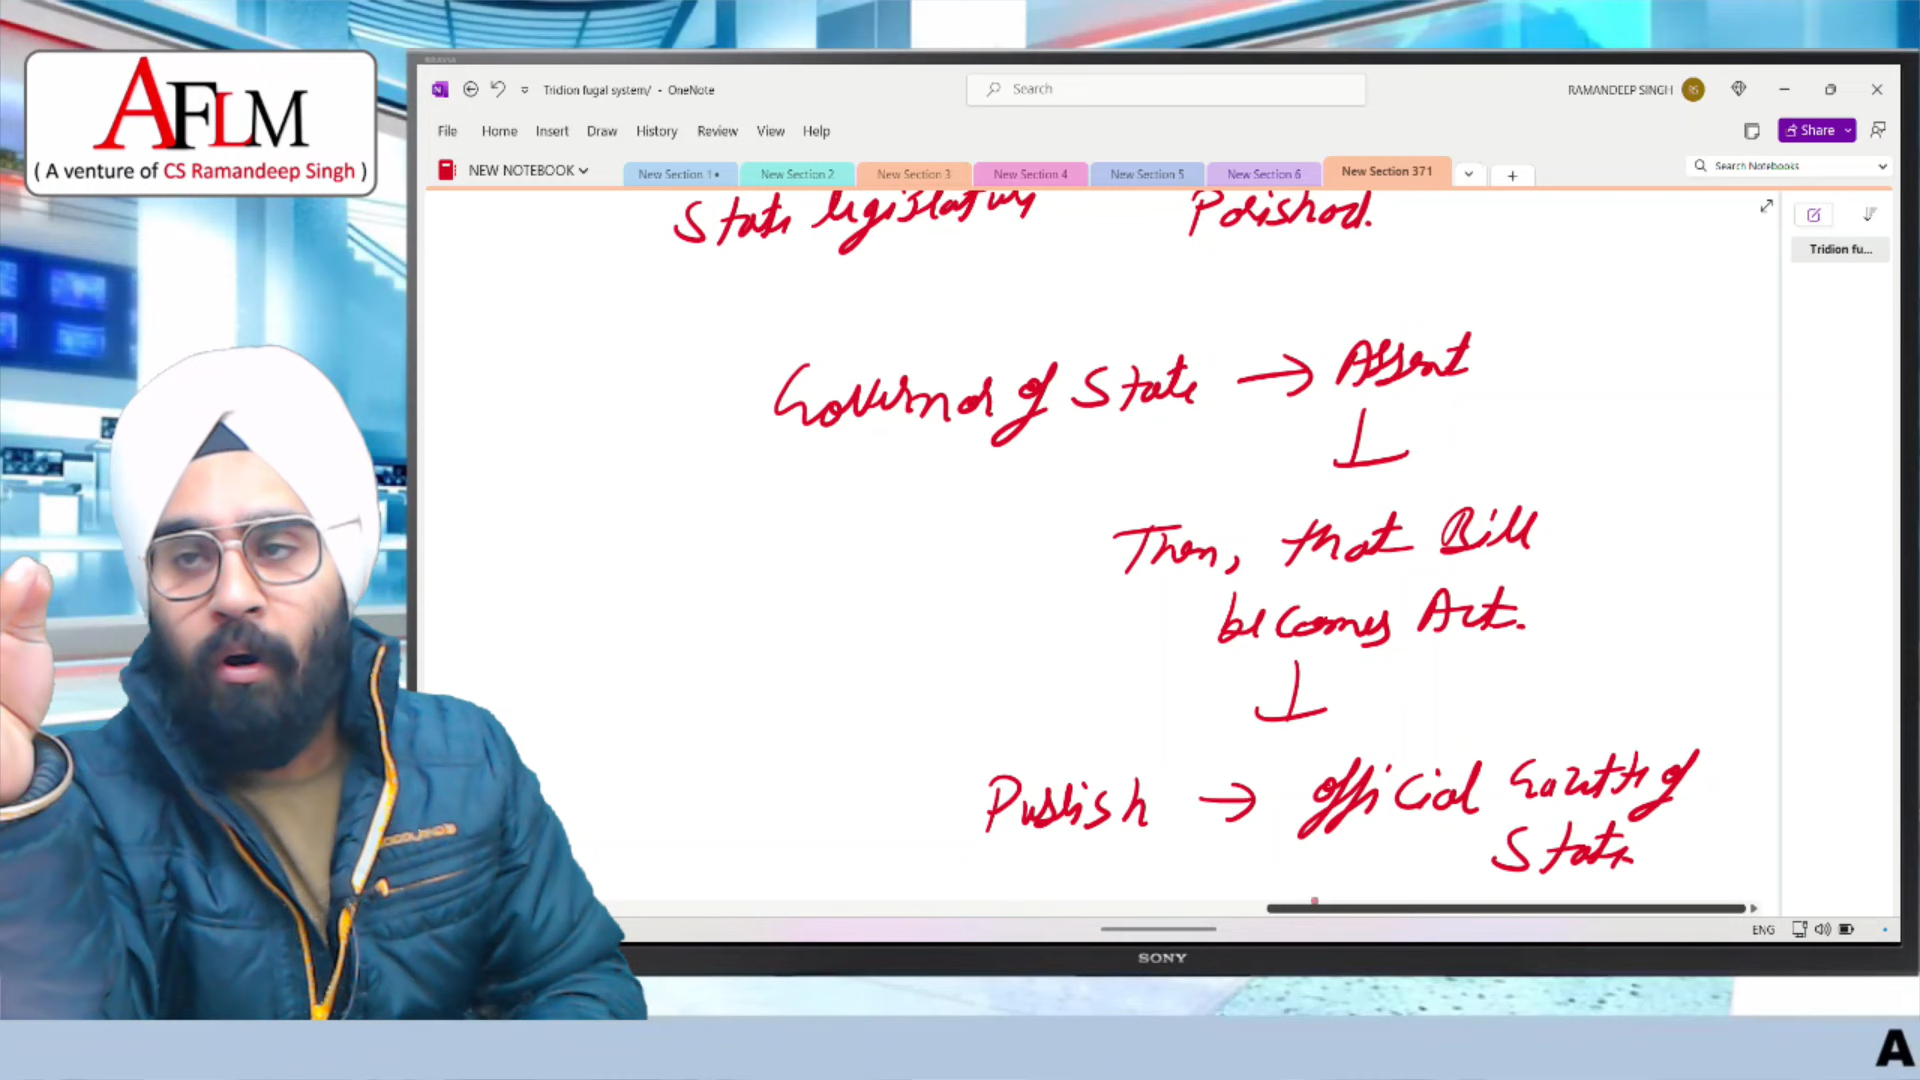 AFLM
( A venture of CS Ramandeep Singh )
BRAVIA
Tridion fugal system/ - OneNote
Search
RAMANDEEP SINGH
RS
File Home Insert Draw History Review View Help
Share
NEW NOTEBOOK
New Section 1
New Section 2
New Section 3
New Section 4
New Section 5
New Section 6
New Section 371
Search Notebooks
Tridion fu...
State legislature
Governor of State → Assent
Then, that Bill
becomes Act.
Publish → official Gazette of
State
ENG
SONY
A